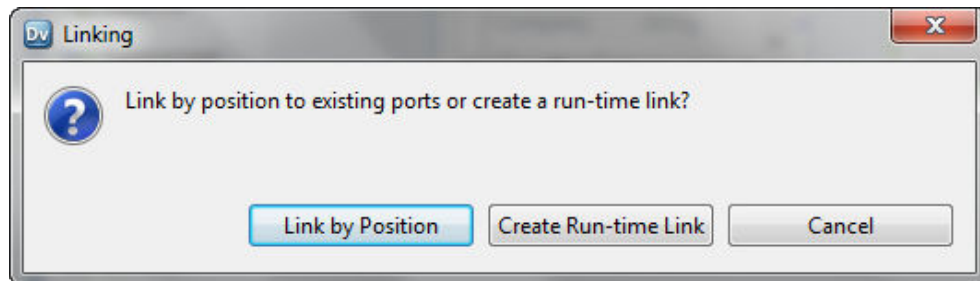 Dv Linking
X
Link by position to existing ports or create a run-time link?
?
Link by Position
Create Run-time Link
Cancel